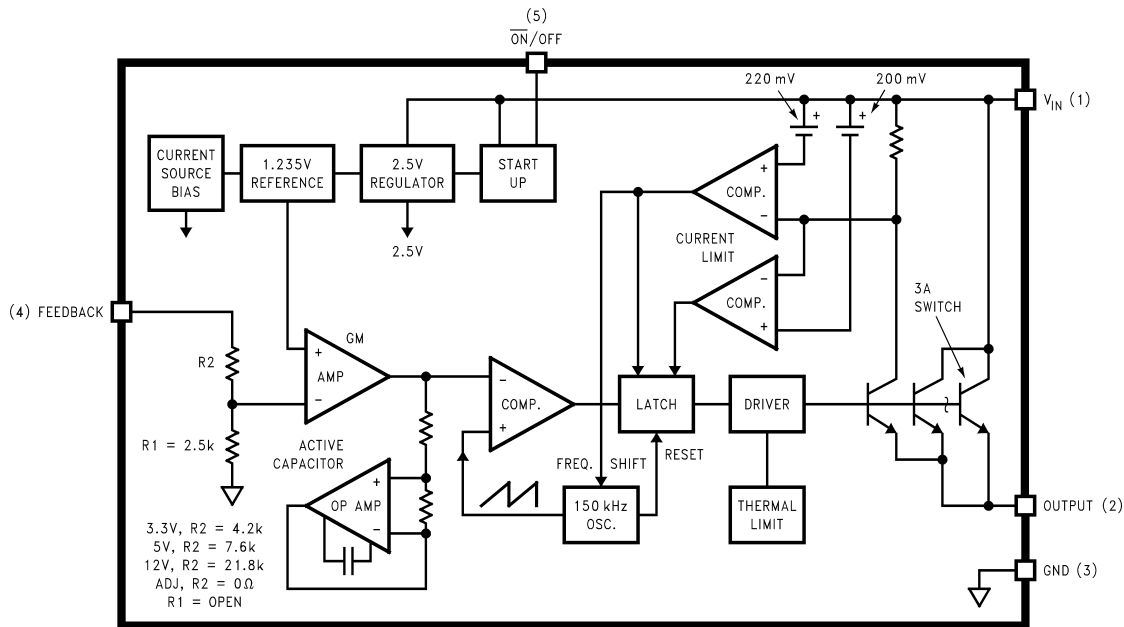 (5)
ON/OFF
220 mV
200 mV
VIN (1)
CURRENT
SOURCE
BIAS
1.235V
REFERENCE
2.5V
REGULATOR
START
UP
+
+
+
COMP.
−
2.5V
CURRENT
LIMIT
−
COMP.
+
3A
SWITCH
(4) FEEDBACK
GM
R2
+
AMP
−
−
COMP.
+
LATCH
DRIVER
R1 = 2.5k
ACTIVE
CAPACITOR
FREQ. SHIFT
RESET
+
OP AMP
−
150 kHz
OSC.
THERMAL
LIMIT
OUTPUT (2)
3.3V, R2 = 4.2k
5V, R2 = 7.6k
12V, R2 = 21.8k
ADJ, R2 = 0Ω
R1 = OPEN
GND (3)